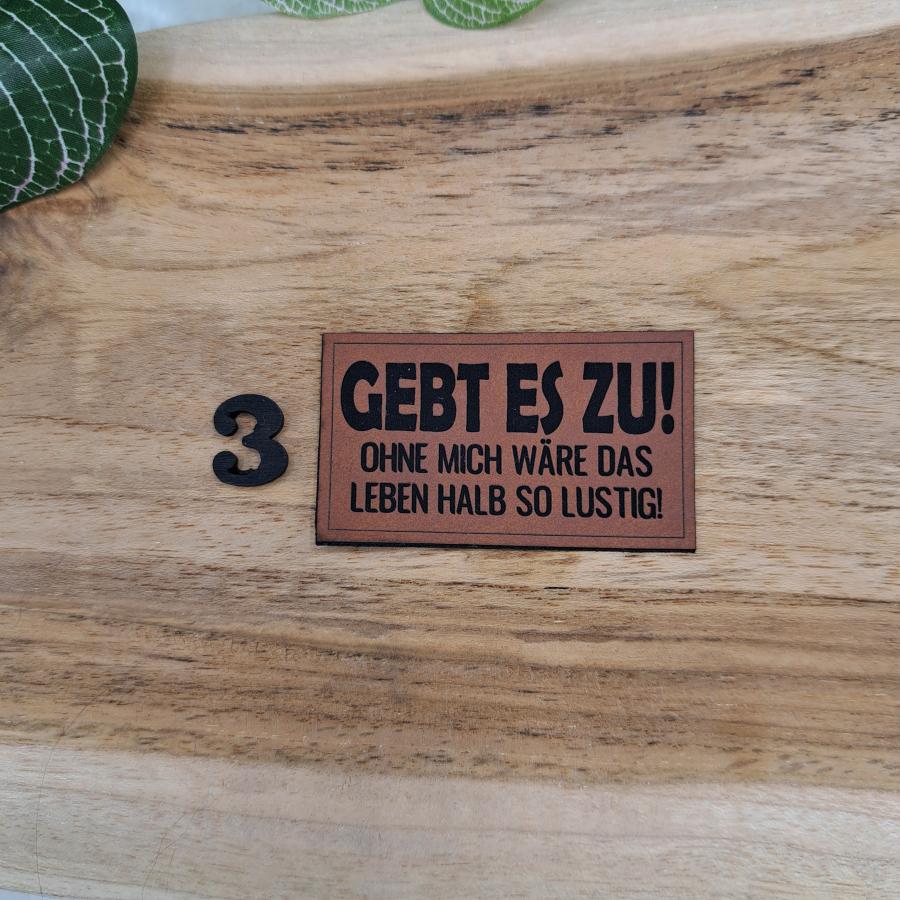 3
GEBT ES ZU!
OHNE MICH WÄRE DAS
LEBEN HALB SO LUSTIG!